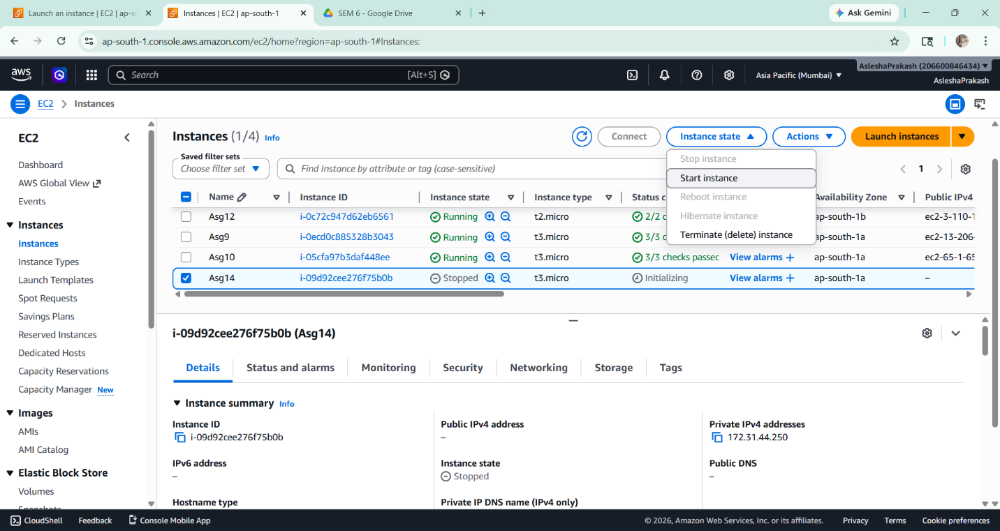 Launch an instance | EC2 | ap-so
Instances | EC2 | ap-south-1
SEM 6 - Google Drive
Ask Gemini
ap-south-1.console.aws.amazon.com/ec2/home?region=ap-south-1#Instances:
aws
Search
[Alt+S]
Asia Pacific (Mumbai)
AsleshaPrakash (206600846434)
AsleshaPrakash
EC2 > Instances
EC2
Dashboard
AWS Global View
Events
Instances
Instances
Instance Types
Launch Templates
Spot Requests
Savings Plans
Reserved Instances
Dedicated Hosts
Capacity Reservations
Capacity Manager New
Images
AMIs
AMI Catalog
Elastic Block Store
Volumes
Snapshots
Instances (1/4) Info
Connect
Instance state
Actions
Launch instances
Saved filter sets
Choose filter set
Find Instance by attribute or tag (case-sensitive)
1
Stop instance
Start instance
Reboot instance
Hibernate instance
Terminate (delete) instance
Name Instance ID Instance state Instance type Status c Availability Zone Public IPv4
Asg12 i-0c72c947d62eb6561 Running t2.micro 2/2 c ap-south-1b ec2-3-110-1
Asg9 i-0ecd0c885328b3043 Running t3.micro 3/3 c ap-south-1a ec2-13-206-
Asg10 i-05cfa97b3daf448ee Running t3.micro 3/3 checks passed View alarms + ap-south-1a ec2-65-1-65
Asg14 i-09d92cee276f75b0b Stopped t3.micro Initializing View alarms + ap-south-1a –
i-09d92cee276f75b0b (Asg14)
Details
Status and alarms
Monitoring
Security
Networking
Storage
Tags
Instance summary Info
Instance ID
i-09d92cee276f75b0b
Public IPv4 address
–
Private IPv4 addresses
172.31.44.250
IPv6 address
–
Instance state
Stopped
Public DNS
–
Hostname type
Private IP DNS name (IPv4 only)
CloudShell
Feedback
Console Mobile App
© 2026, Amazon Web Services, Inc. or its affiliates.
Privacy
Terms
Cookie preferences